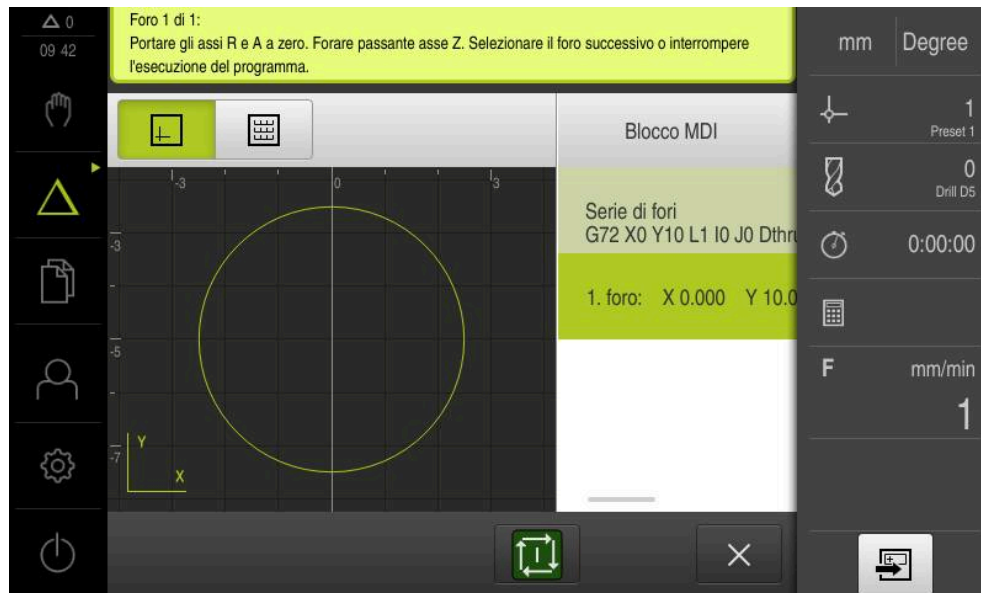 0
09 42
Foro 1 di 1:
Portare gli assi R e A a zero. Forare passante asse Z. Selezionare il foro successivo o interrompere
l'esecuzione del programma.
mm Degree
Blocco MDI
1
Preset 1
0
Drill D5
-3 0 3
Serie di fori
G72 X0 Y10 L1 I0 J0 Dthru
0:00:00
-3
1. foro: X 0.000 Y 10.0
-5
F mm/min
1
-7
Y
X